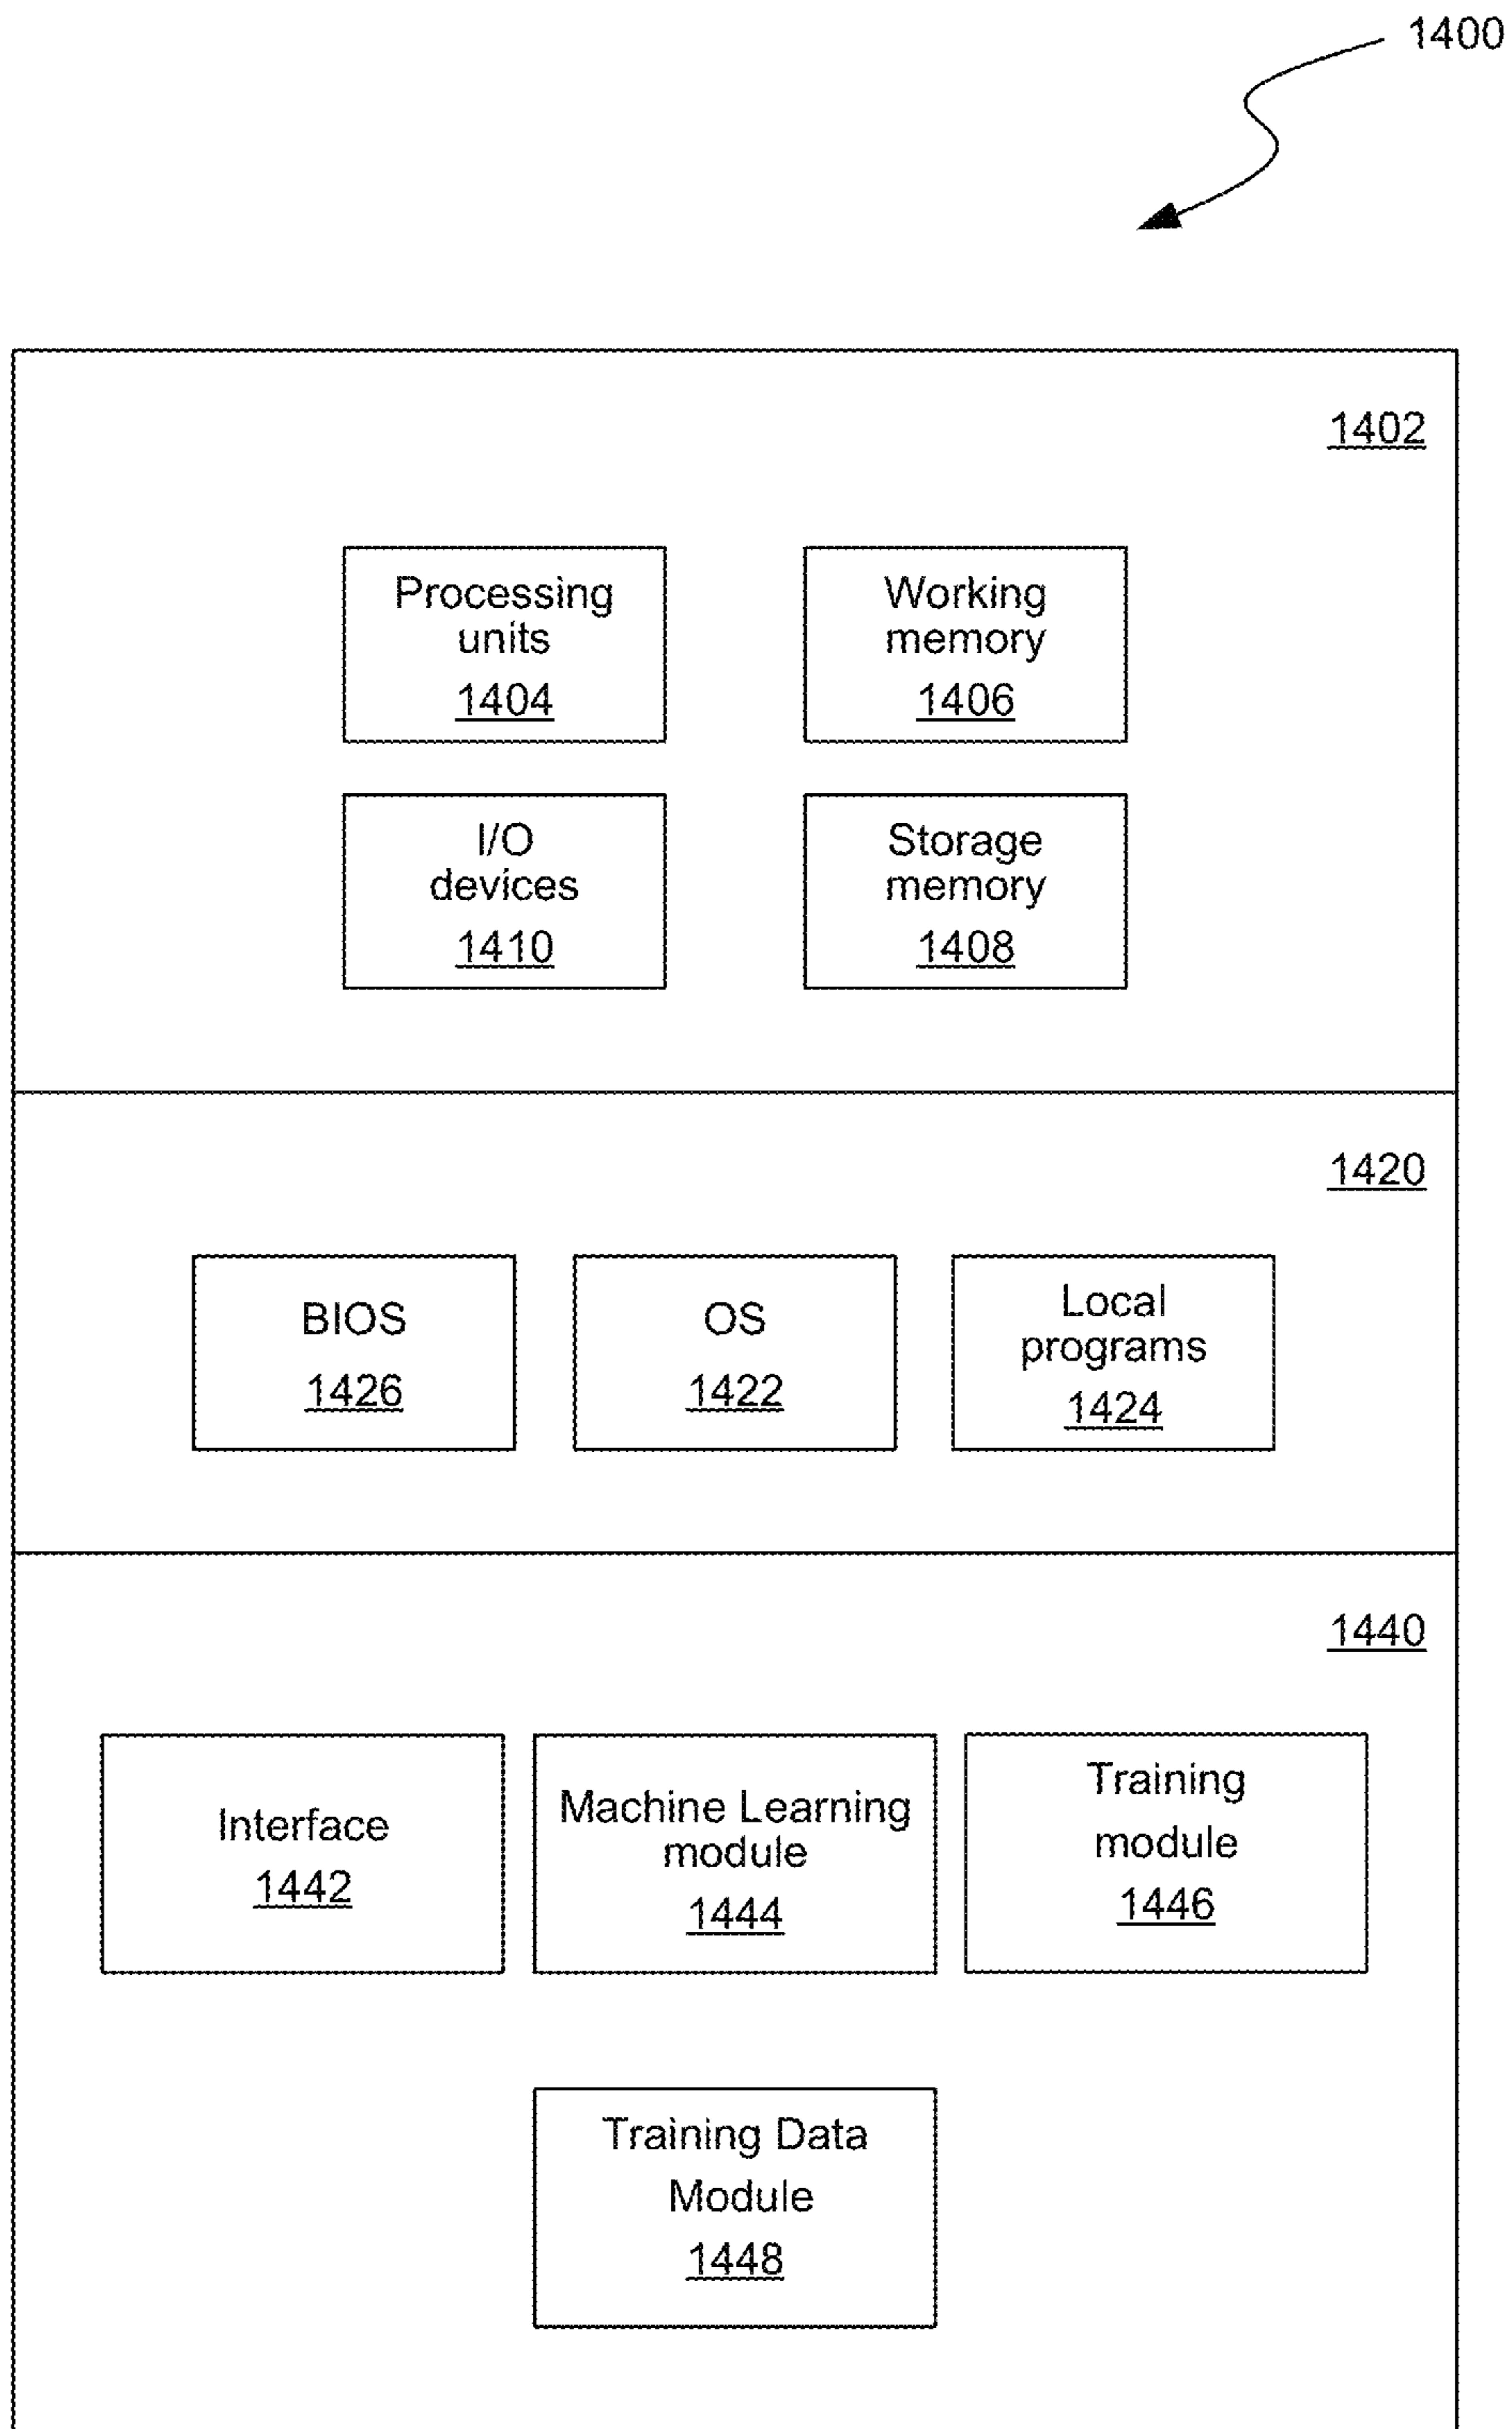 1400
1402
Processing
units
1404
Working
memory
1406
I/O
devices
1410
Storage
memory
1408
1420
BIOS
1426
OS
1422
Local
programs
1424
1440
Interface
1442
Machine Learning
module
1444
Training
module
1446
Training Data
Module
1448